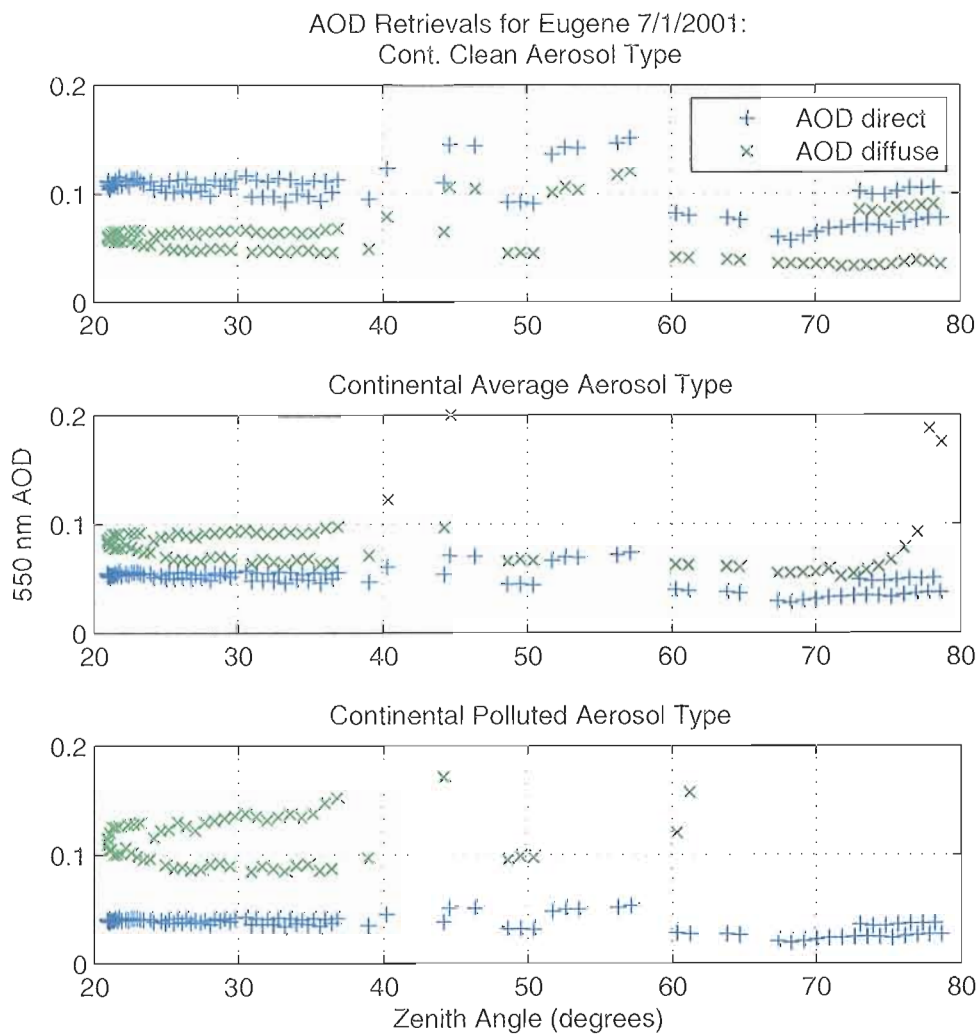 AOD Retrievals for Eugene 7/1/2001:
Cont. Clean Aerosol Type
0.2
0.1
0
AOD direct
AOD diffuse
20 30 40 50 60 70 80
Continental Average Aerosol Type
550 nm AOD
0.2
0.1
0
20 30 40 50 60 70 80
Continental Polluted Aerosol Type
0.2
0.1
0
20 30 40 50 60 70 80
Zenith Angle (degrees)